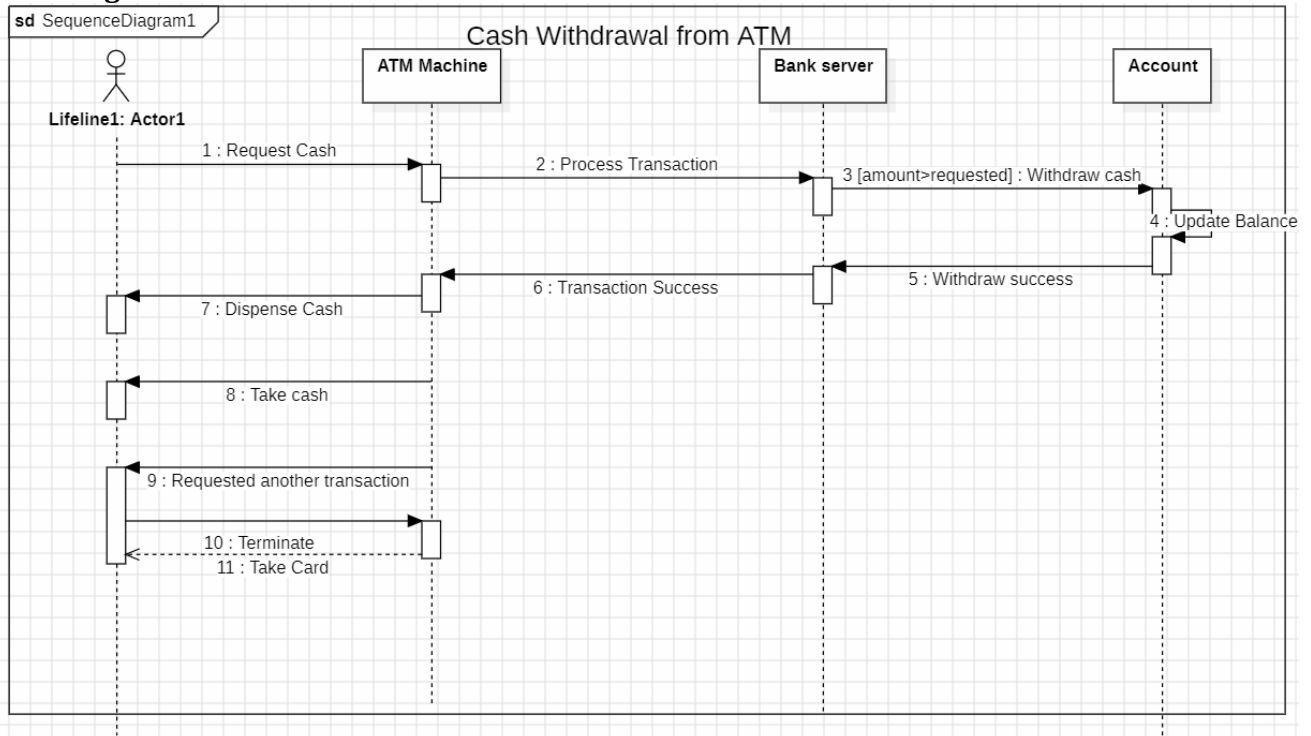 sd SequenceDiagram1
Cash Withdrawal from ATM
ATM Machine
Bank server
Account
Lifeline1: Actor1
1 : Request Cash
2 : Process Transaction
3 [amount>requested] : Withdraw cash
4 : Update Balance
5 : Withdraw success
6 : Transaction Success
7 : Dispense Cash
8 : Take cash
9 : Requested another transaction
10 : Terminate
11 : Take Card